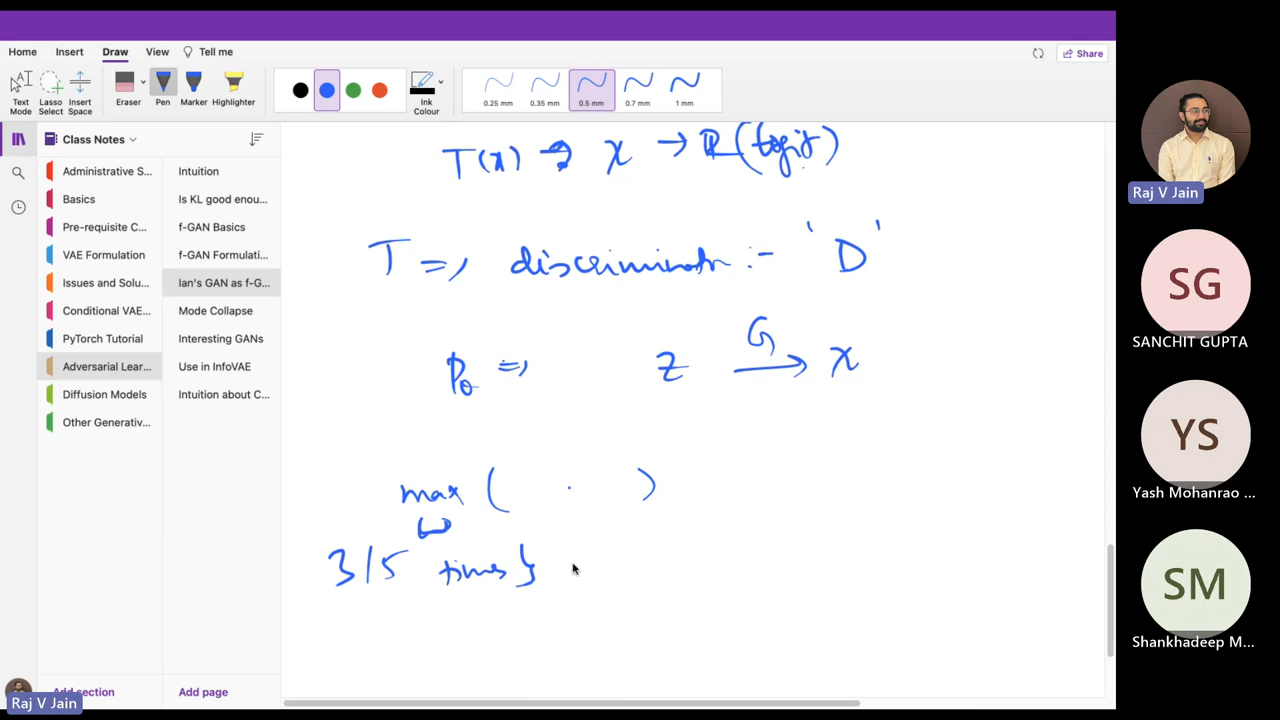 Home Insert Draw View Tell me
Share
Text Mode
Lasso Select
Insert Space
Eraser
Pen
Marker
Highlighter
Ink Colour
0.25 mm
0.35 mm
0.5 mm
0.7 mm
1 mm
Class Notes
Administrative S...
Basics
Pre-requisite C...
VAE Formulation
Issues and Solu...
Conditional VAE...
PyTorch Tutorial
Adversarial Lear...
Diffusion Models
Other Generativ...
Add section
Intuition
Is KL good enou...
f-GAN Basics
f-GAN Formulati...
Ian's GAN as f-G...
Mode Collapse
Interesting GANs
Use in InfoVAE
Intuition about C...
Add page
T(x) → x → R (logit)
T => discriminator :- 'D'
Pθ => z G→ x
max ( . )
ω
3/5 times }
Raj V Jain
SG
SANCHIT GUPTA
YS
Yash Mohanrao ...
SM
Shankhadeep M...
Raj V Jain